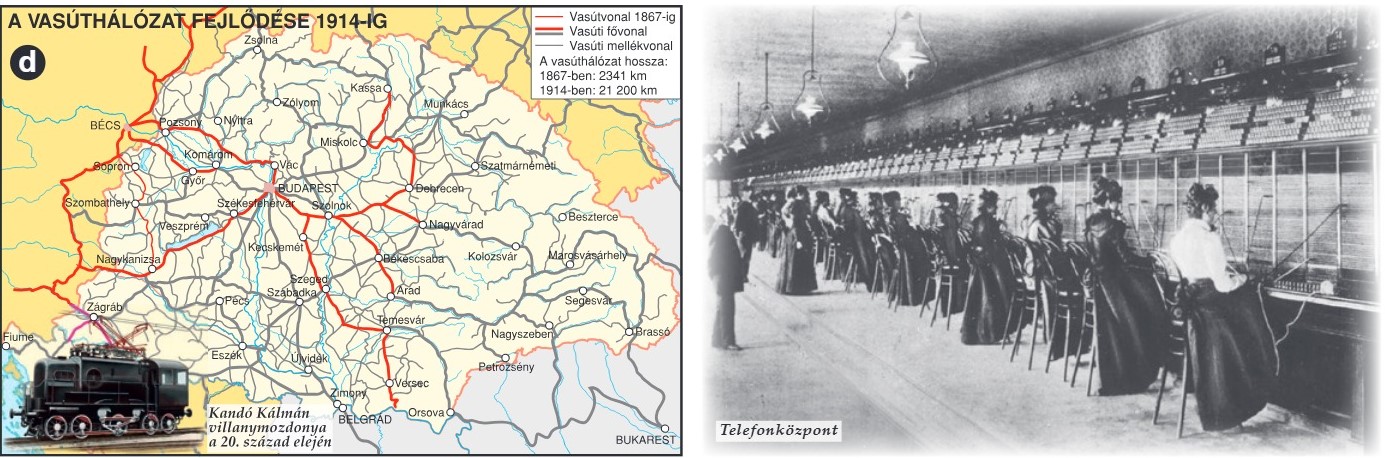 A VASÚTHÁLÓZAT FEJLŐDÉSE 1914-IG
d
Vasútvonal 1867-ig
Vasúti fővonal
Vasúti mellékvonal
A vasúthálózat hossza:
1867-ben: 2341 km
1914-ben: 21 200 km
Zsolna
Kassa
Munkács
Zólyom
BÉCS
Pozsony
Nyitra
Miskolc
Komárom
Vác
Sopron
Szatmárnémeti
Győr
BUDAPEST
Debrecen
Szombathely
Székesfehérvár
Szolnok
Beszterce
Veszprém
Nagyvárad
Kecskemét
Nagykanizsa
Békéscsaba
Kolozsvár
Marosvásárhely
Szeged
Szabadka
Pécs
Arad
Segesvár
Zágráb
Temesvár
Nagyszeben
Brassó
Fiume
Eszék
Újvidék
Petrozsény
Versec
Zimony
Orsova
BELGRÁD
BUKAREST
Kandó Kálmán
villanymozdonya
a 20. század elején
Telefonközpont